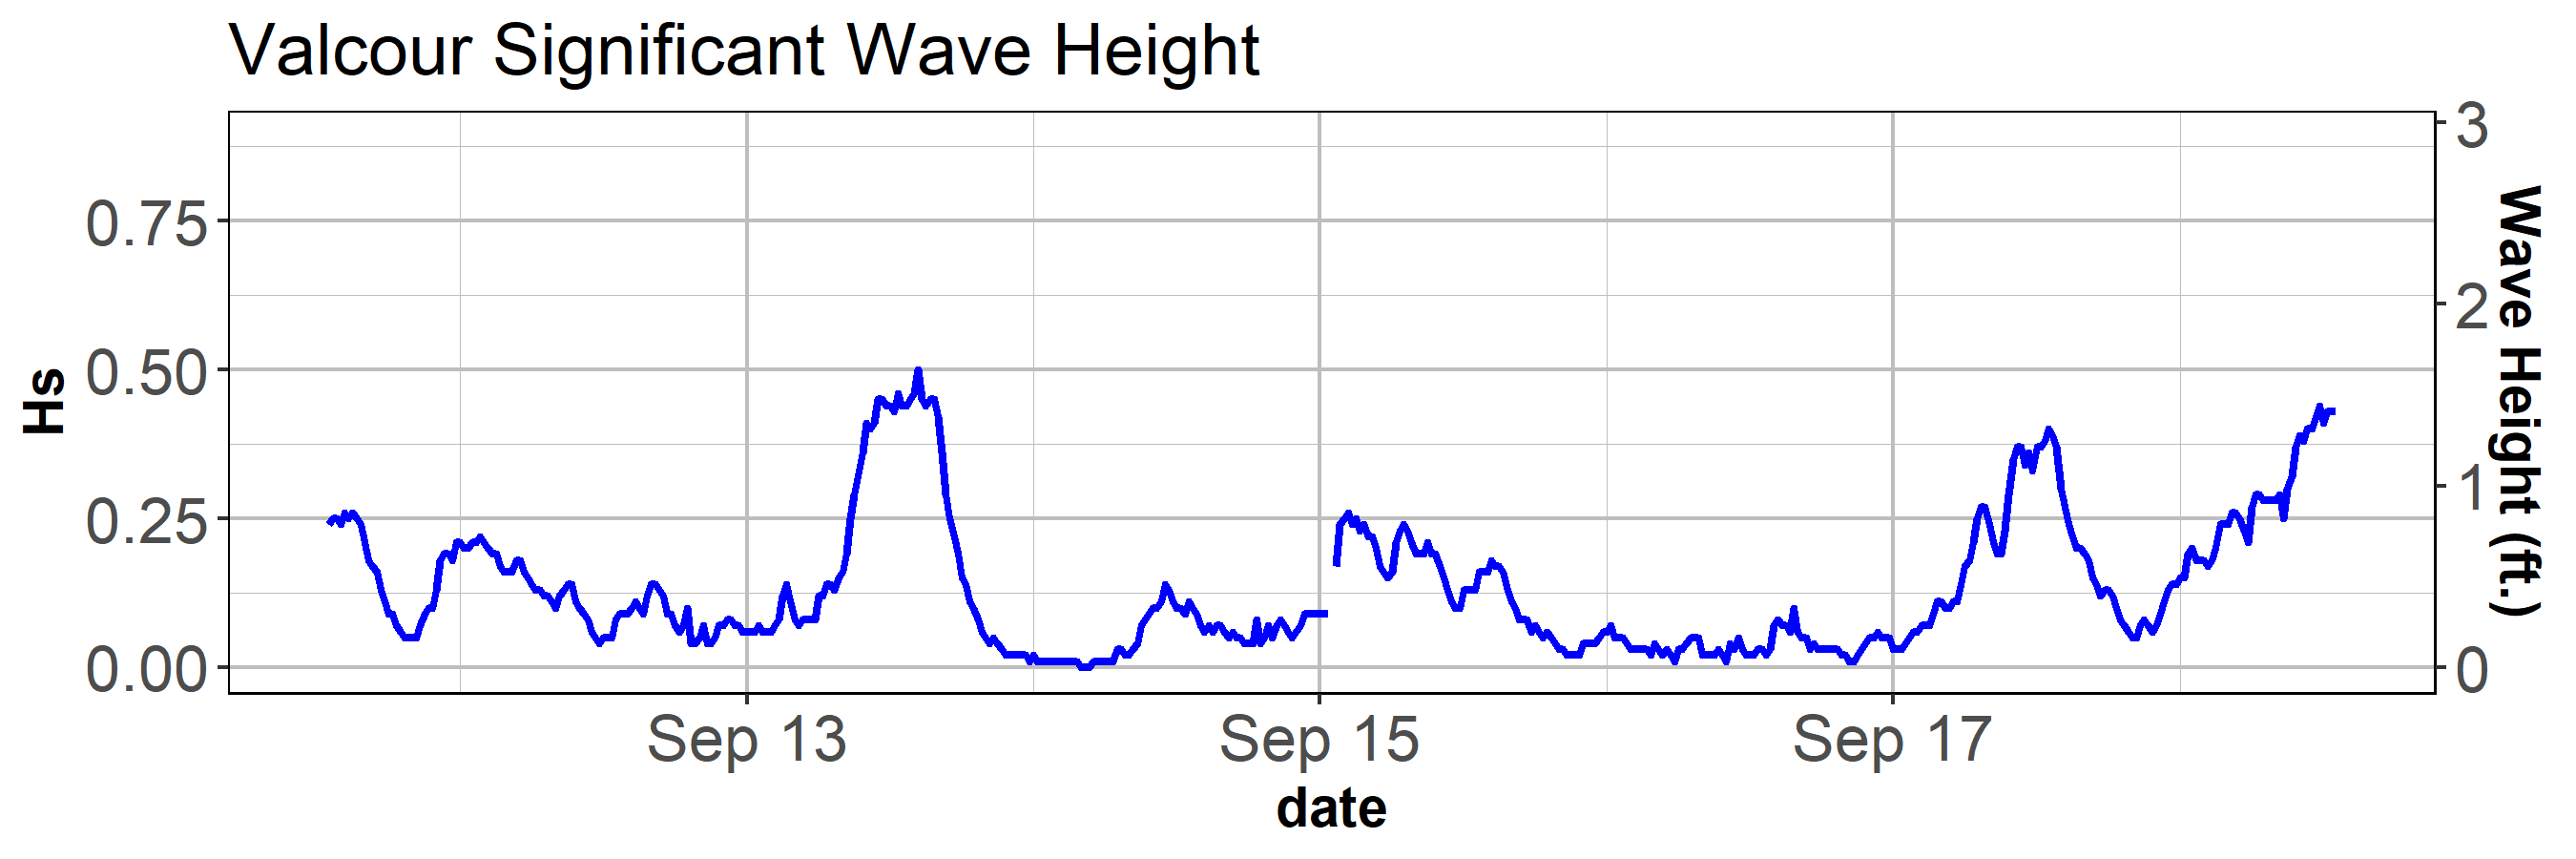 Valcour Significant Wave Height
Hs
0.75
0.50
0.25
0.00
3
2
1
0
Wave Height (ft.)
Sep 13
Sep 15
Sep 17
date